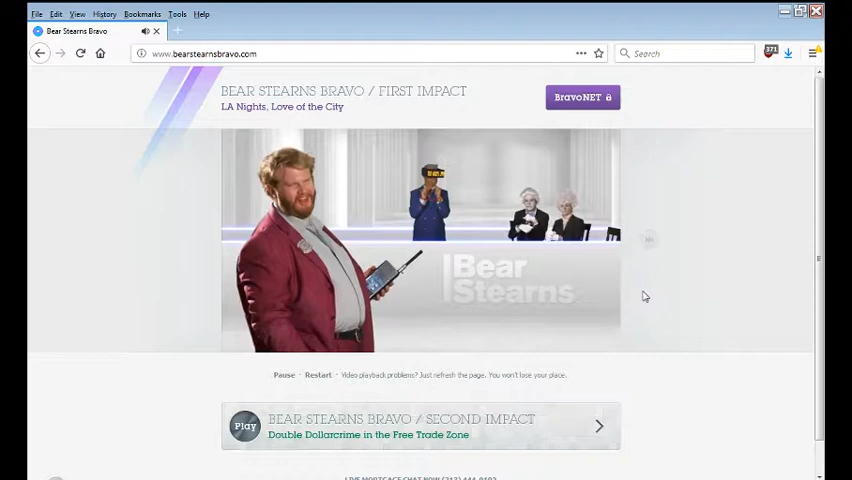 File Edit View History Bookmarks Tools Help
Bear Stearns Bravo
www.bearstearnsbravo.com
Search
371
BEAR STEARNS BRAVO / FIRST IMPACT
LA Nights, Love of the City
BravoNET
Bear
Stearns
Pause · Restart · Video playback problems? Just refresh the page. You won't lose your place.
Play
BEAR STEARNS BRAVO / SECOND IMPACT
Double Dollarcrime in the Free Trade Zone
LIVE MORTGAGE CHAT NOW